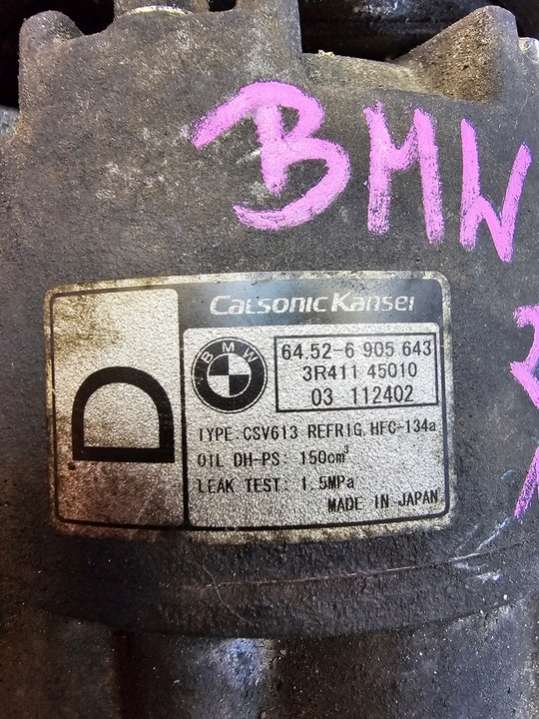 BMW
Calsonic Kansei
D
BMW
64.52-6 905 643
3R411 45010
03 112402
TYPE. CSV613 REFRIG. HFC-134a
OIL DH-PS: 150cm³
LEAK TEST: 1.5MPa
MADE IN JAPAN